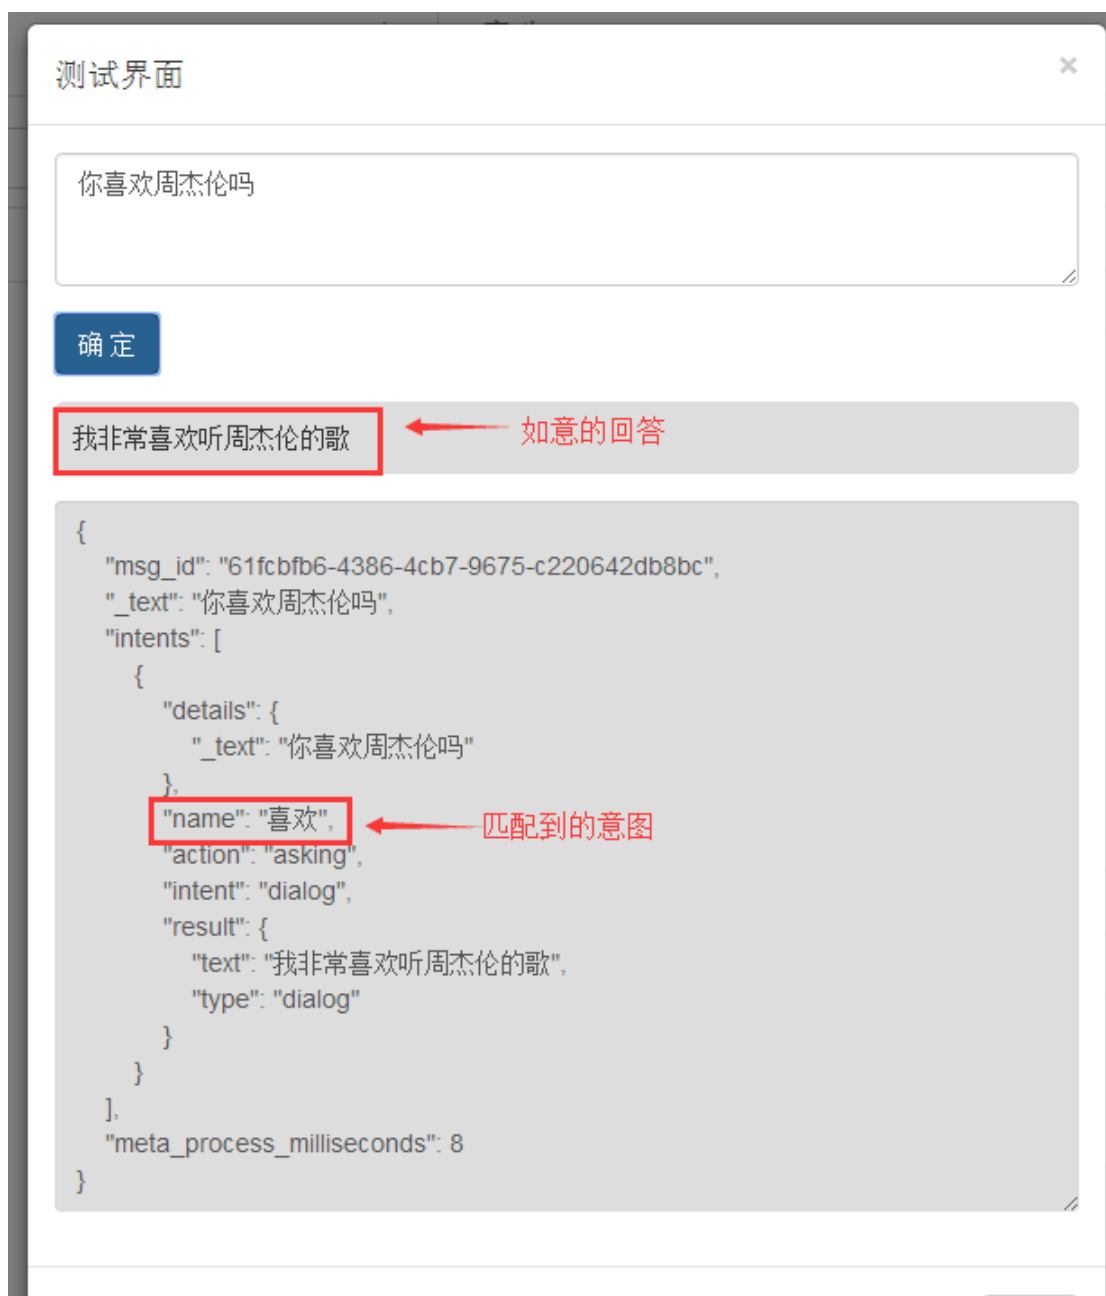 测试界面
×
你喜欢周杰伦吗
确定
我非常喜欢听周杰伦的歌
如意的回答
{
"msg_id": "61fcbfb6-4386-4cb7-9675-c220642db8bc",
"_text": "你喜欢周杰伦吗",
"intents": [
{
"details": {
"_text": "你喜欢周杰伦吗"
},
"name": "喜欢",
匹配到的意图
"action": "asking",
"intent": "dialog",
"result": {
"text": "我非常喜欢听周杰伦的歌",
"type": "dialog"
}
}
],
"meta_process_milliseconds": 8
}